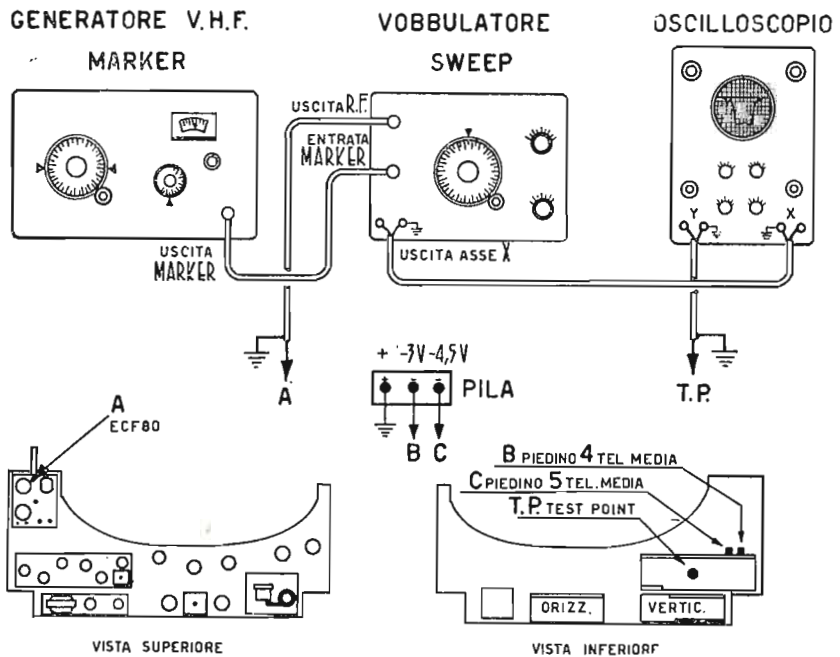 GENERATORE V.H.F.
MARKER
VOBBULATORE
SWEEP
OSCILLOSCOPIO
USCITA R.F.
ENTRATA
MARKER
USCITA
MARKER
USCITA ASSE X
Y
X
A
+ -3V -4,5V
+ - -
PILA
B C
T.P.
A
ECF80
B PIEDINO 4 TEL MEDIA
C PIEDINO 5 TEL. MEDIA
T.P. TEST POINT
ORIZZ.
VERTIC.
VISTA SUPERIORE
VISTA INFERIORE